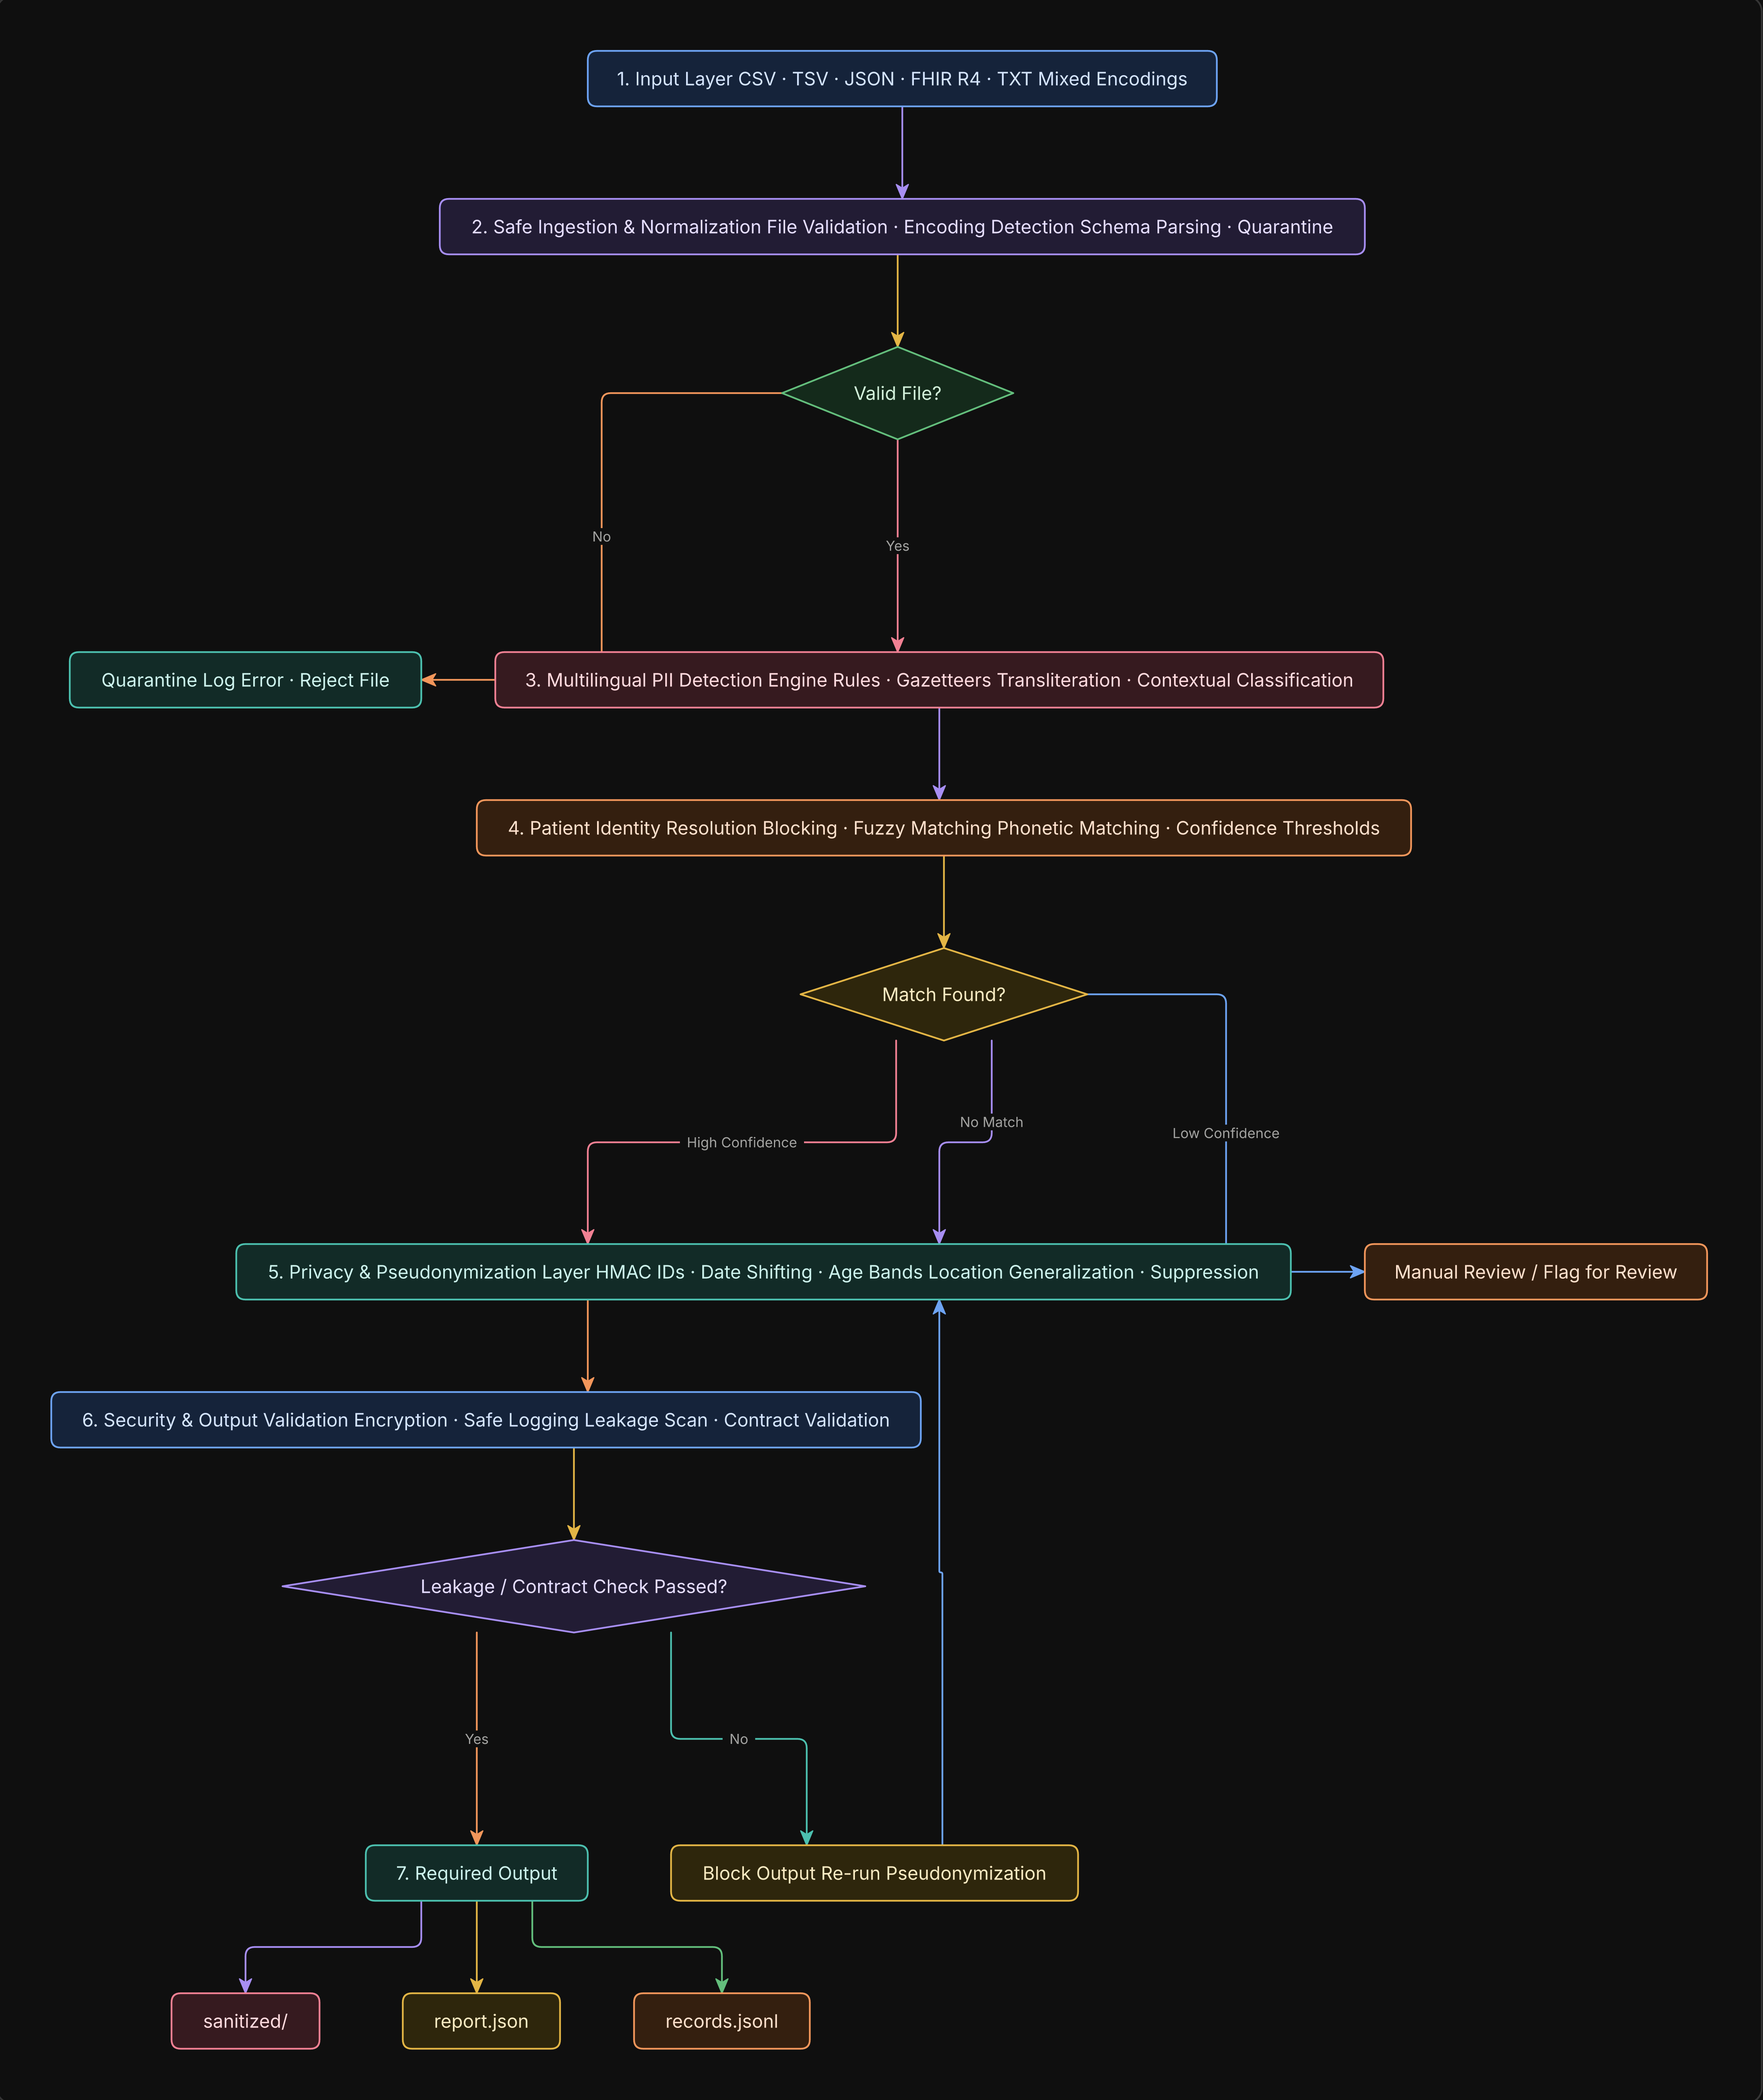 1. Input Layer CSV · TSV · JSON · FHIR R4 · TXT Mixed Encodings
2. Safe Ingestion & Normalization File Validation · Encoding Detection Schema Parsing · Quarantine
Valid File?
No
Yes
Quarantine Log Error · Reject File
3. Multilingual PII Detection Engine Rules · Gazetteers Transliteration · Contextual Classification
4. Patient Identity Resolution Blocking · Fuzzy Matching Phonetic Matching · Confidence Thresholds
Match Found?
High Confidence
No Match
Low Confidence
5. Privacy & Pseudonymization Layer HMAC IDs · Date Shifting · Age Bands Location Generalization · Suppression
Manual Review / Flag for Review
6. Security & Output Validation Encryption · Safe Logging Leakage Scan · Contract Validation
Leakage / Contract Check Passed?
Yes
No
7. Required Output
Block Output Re-run Pseudonymization
sanitized/
report.json
records.jsonl